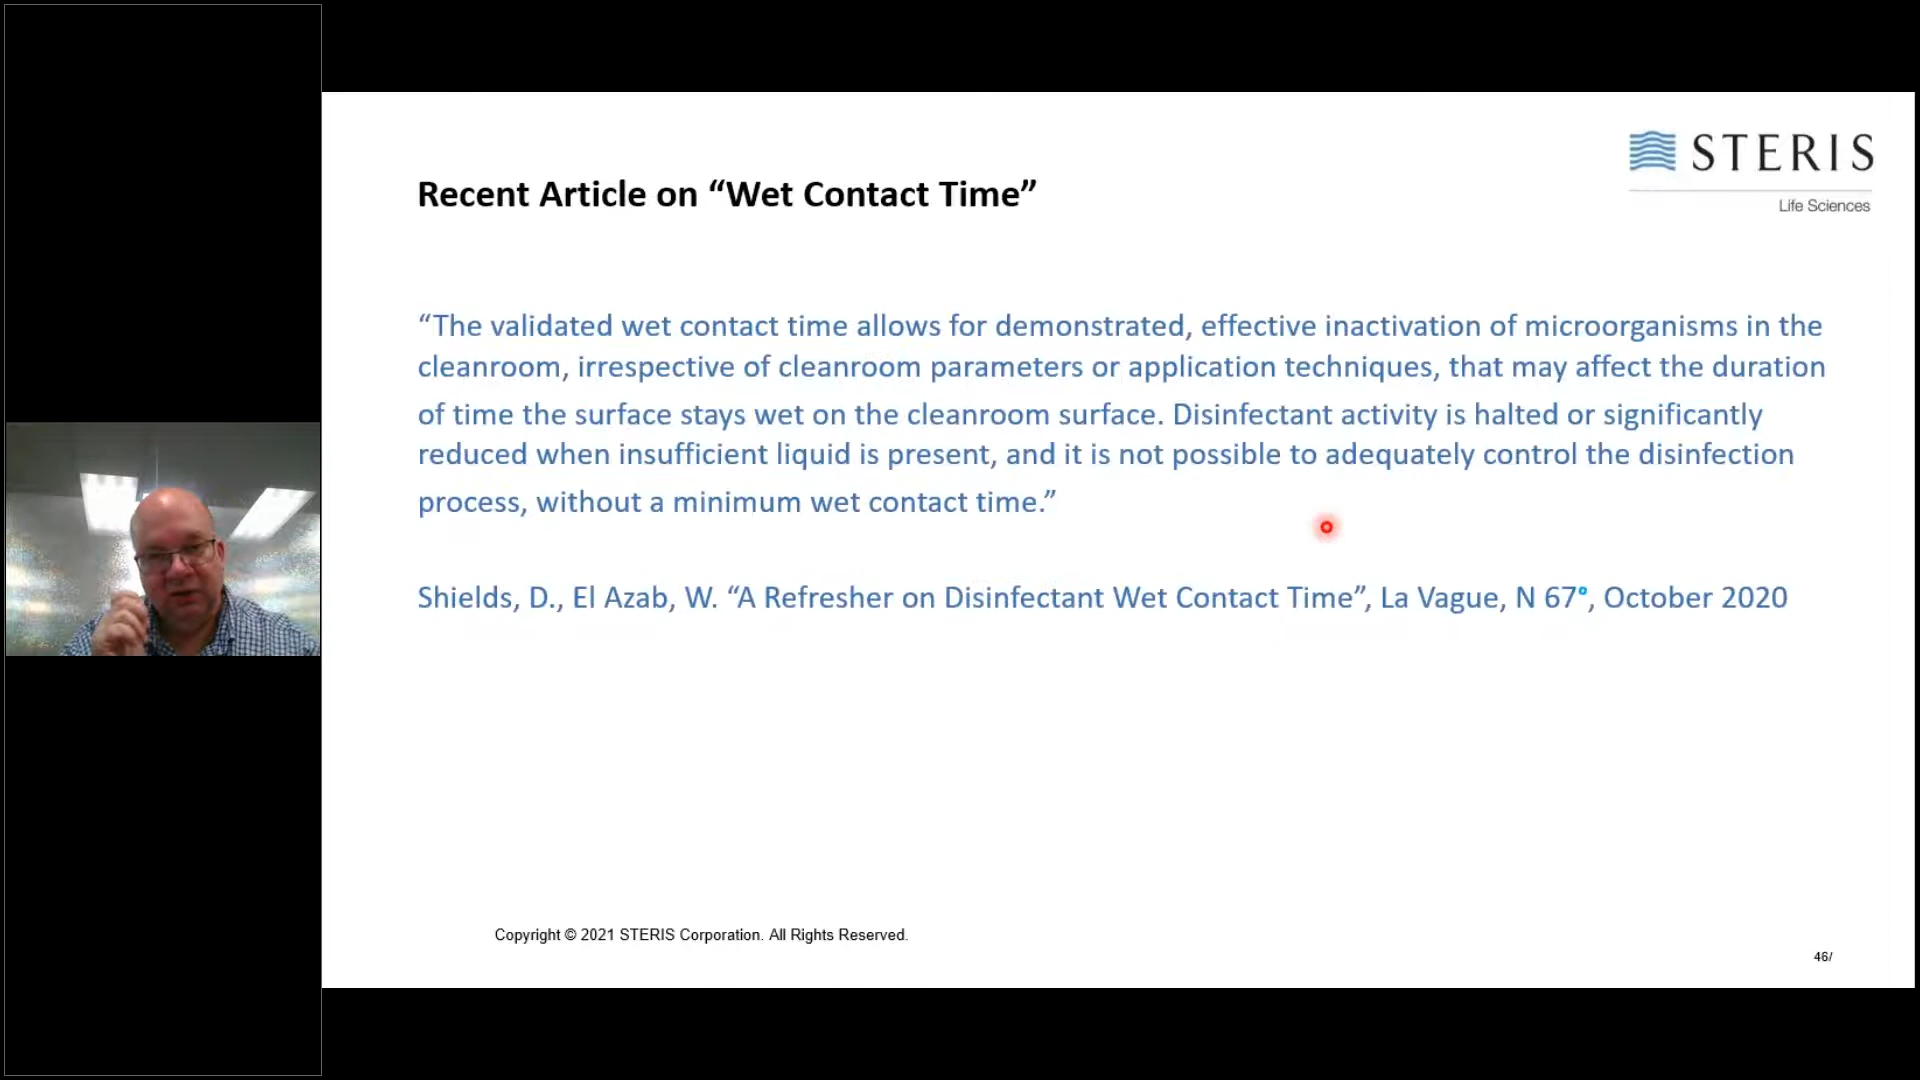 STERIS
Life Sciences
Recent Article on “Wet Contact Time”
“The validated wet contact time allows for demonstrated, effective inactivation of microorganisms in the
cleanroom, irrespective of cleanroom parameters or application techniques, that may affect the duration
of time the surface stays wet on the cleanroom surface. Disinfectant activity is halted or significantly
reduced when insufficient liquid is present, and it is not possible to adequately control the disinfection
process, without a minimum wet contact time.”
Shields, D., El Azab, W. “A Refresher on Disinfectant Wet Contact Time”, La Vague, N 67°, October 2020
Copyright © 2021 STERIS Corporation. All Rights Reserved.
46/